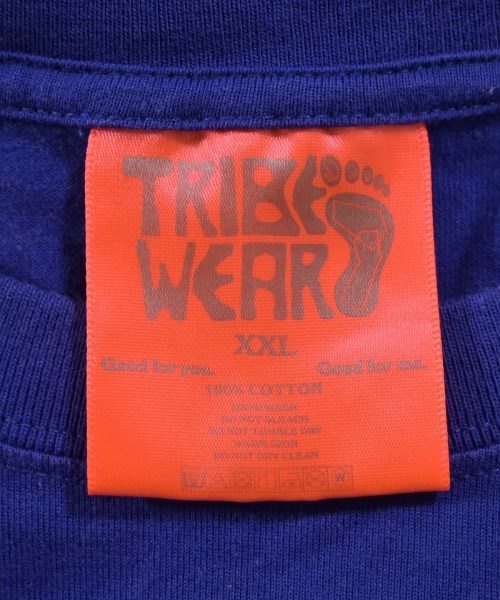 TRIBE
WEAR
XXL
Good for you. Good for me.
100% COTTON
HAND WASH
DO NOT BLEACH
DO NOT TUMBLE DRY
WARM IRON
DO NOT DRY CLEAN
W